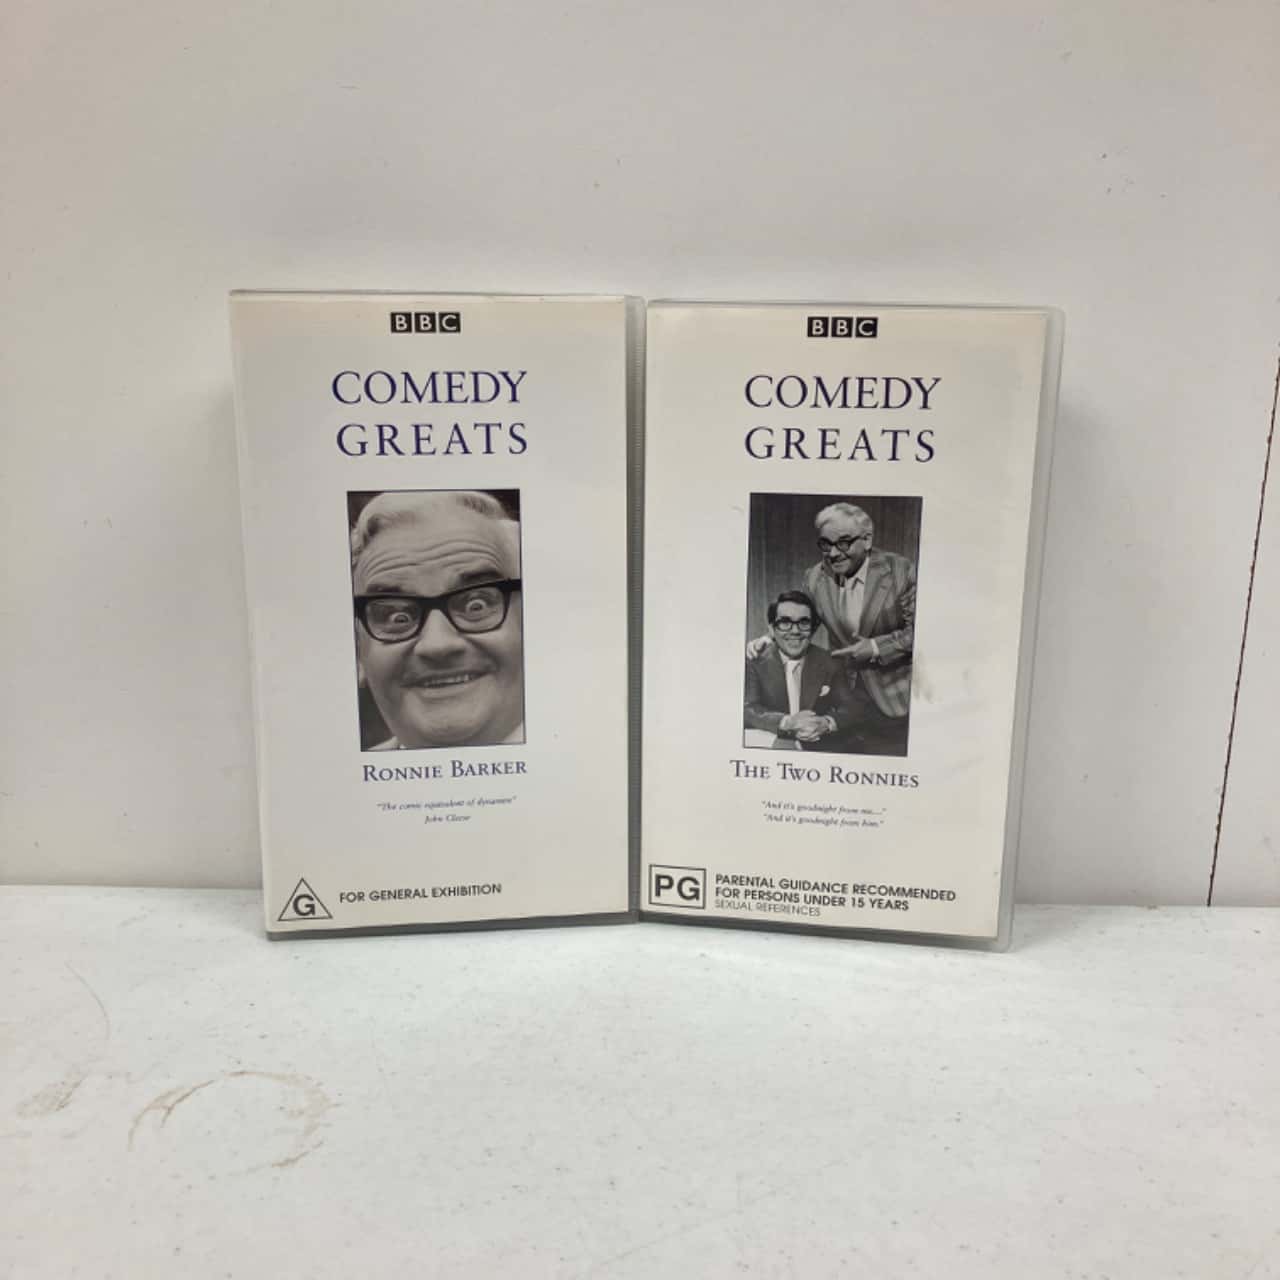 BBC
COMEDY
GREATS
RONNIE BARKER
"The comic equivalent of dynamite"
John Cleese
G FOR GENERAL EXHIBITION
BBC
COMEDY
GREATS
THE TWO RONNIES
"And it's goodnight from me...."
"And it's goodnight from him."
PG PARENTAL GUIDANCE RECOMMENDED
FOR PERSONS UNDER 15 YEARS
SEXUAL REFERENCES